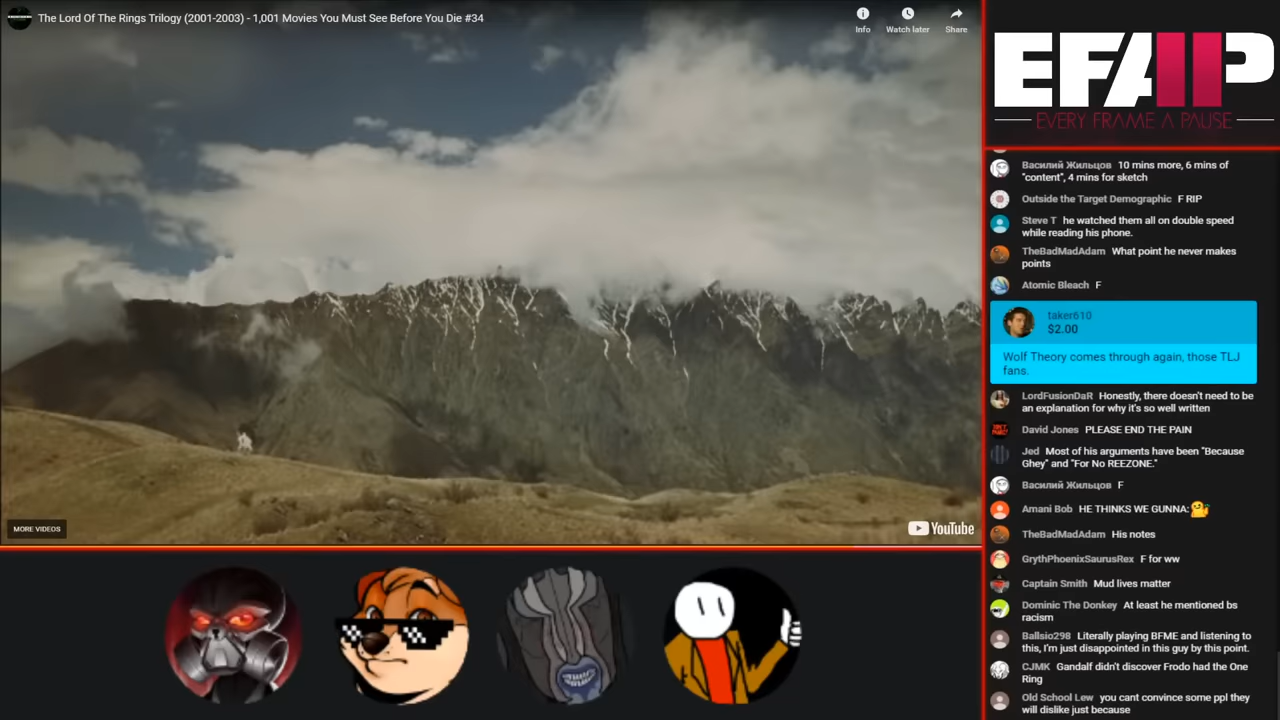 The Lord Of The Rings Trilogy (2001-2003) - 1,001 Movies You Must See Before You Die #34
Info
Watch later
Share
MORE VIDEOS
YouTube
EFAP
EVERY FRAME A PAUSE
Василий Жильцов 10 mins more, 6 mins of
"content", 4 mins for sketch
Outside the Target Demographic F RIP
Steve T he watched them all on double speed
while reading his phone.
TheBadMadAdam What point he never makes
points
Atomic Bleach F
taker610
$2.00
Wolf Theory comes through again, those TLJ
fans.
LordFusionDaR Honestly, there doesn't need to be
an explanation for why it's so well written
David Jones PLEASE END THE PAIN
Jed Most of his arguments have been "Because
Ghey" and "For No REEZONE."
Василий Жильцов F
Amani Bob HE THINKS WE GUNNA:
TheBadMadAdam His notes
GrythPhoenixSaurusRex F for ww
Captain Smith Mud lives matter
Dominic The Donkey At least he mentioned bs
racism
Ballsio298 Literally playing BFME and listening to
this, I'm just disappointed in this guy by this point.
CJMK Gandalf didn't discover Frodo had the One
Ring
Old School Lew you cant convince some ppl they
will dislike just because